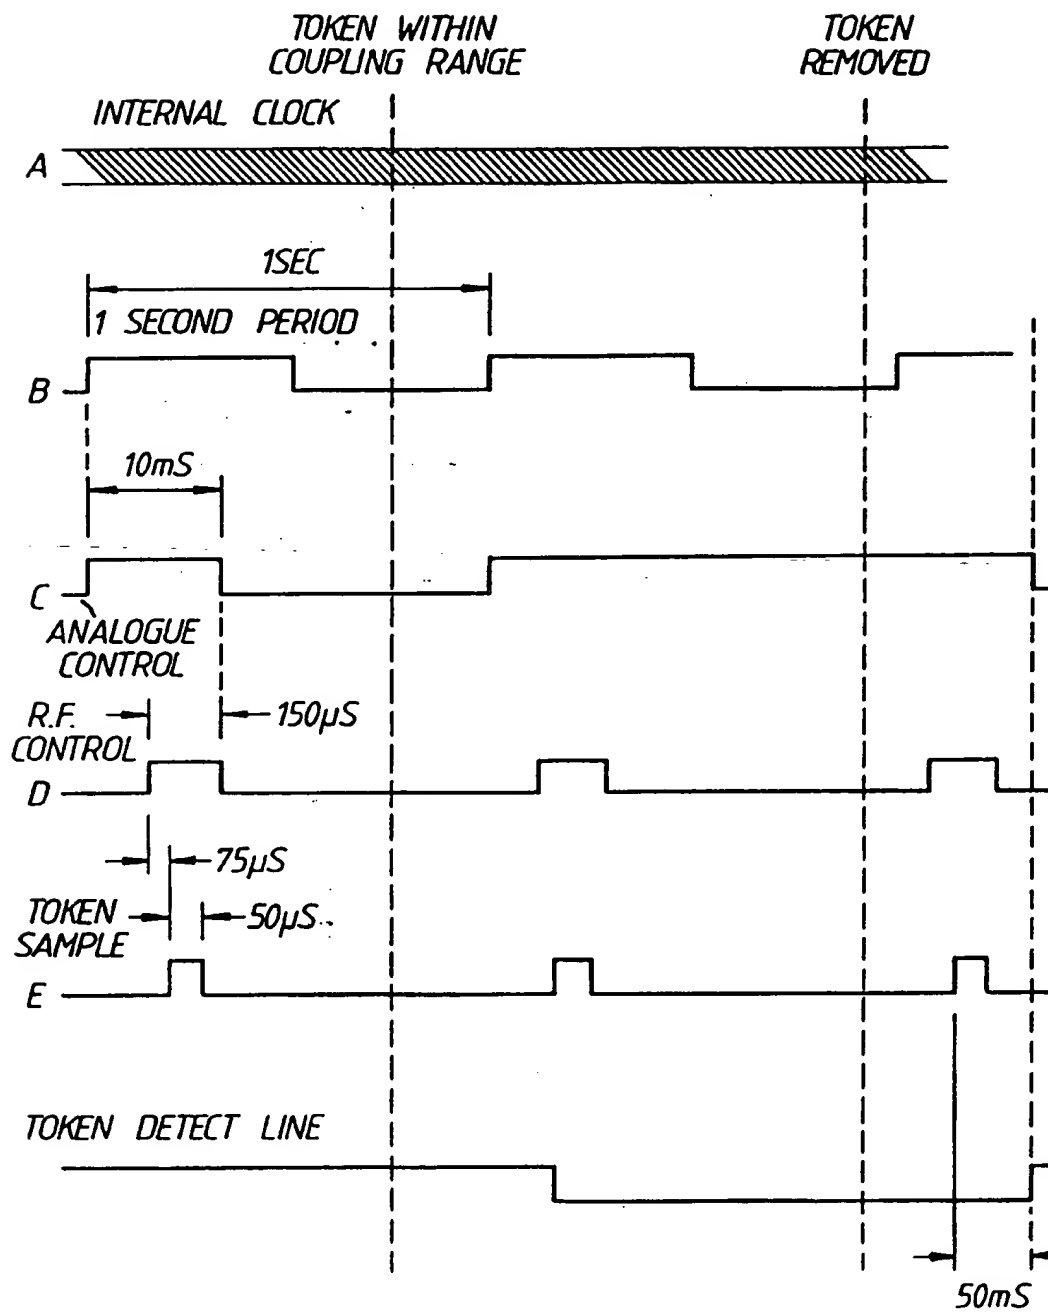 TOKEN WITHIN
COUPLING RANGE
TOKEN
REMOVED
INTERNAL CLOCK
A
1SEC
1 SECOND PERIOD
B
10mS
C
ANALOGUE
CONTROL
R.F.
CONTROL
150µS
D
75µS
TOKEN
SAMPLE
50µS
E
TOKEN DETECT LINE
50mS